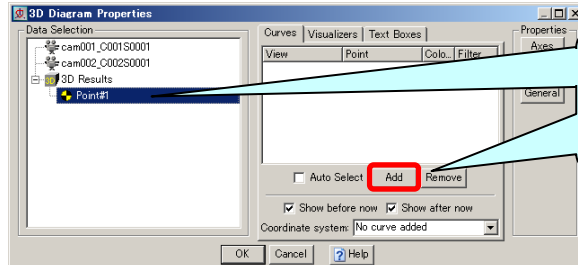 3D Diagram Properties
Data Selection
cam001_C001S0001
cam002_C002S0001
3D Results
Point#1
Curves
Visualizers
Text Boxes
View
Point
Colo...
Filter
Auto Select
Add
Remove
Show before now
Show after now
Coordinate system:
No curve added
Properties
Axes
General
OK
Cancel
Help